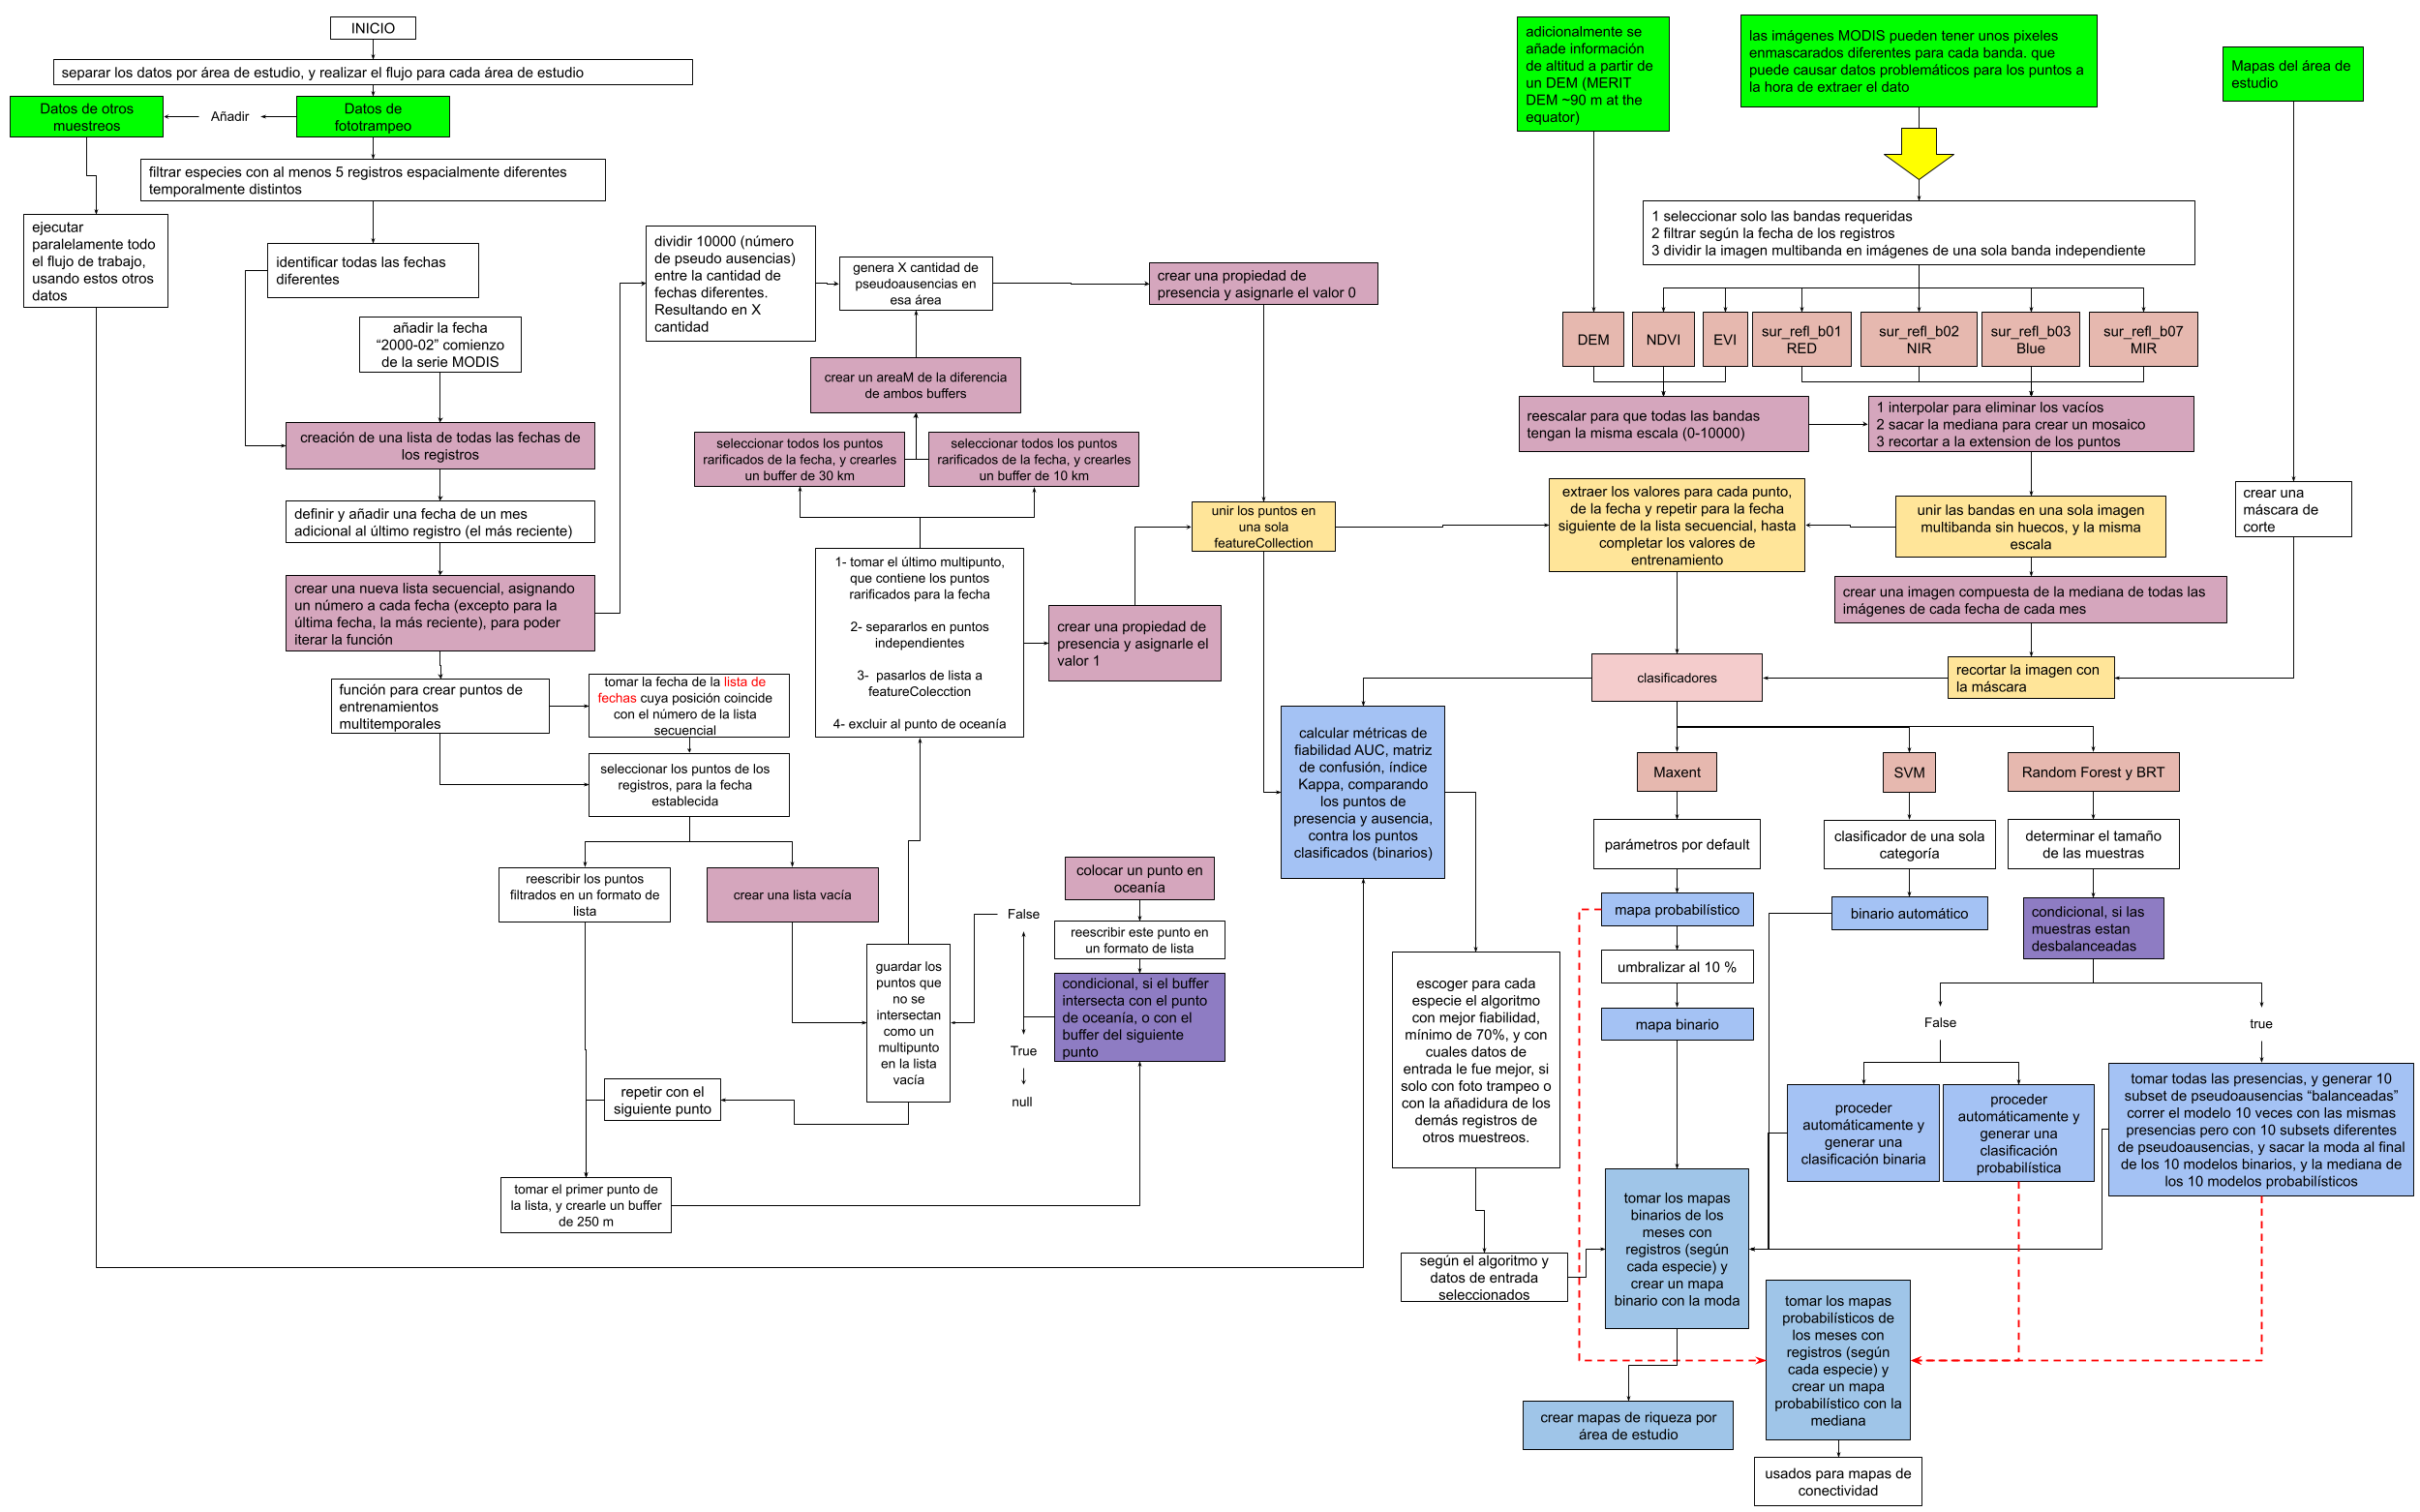 INICIO
separar los datos por área de estudio, y realizar el flujo para cada área de estudio
Datos de otros
muestreos
Añadir
Datos de
fototrampeo
filtrar especies con al menos 5 registros espacialmente diferentes
temporalmente distintos
ejecutar
paralelamente todo
el flujo de trabajo,
usando estos otros
datos
identificar todas las fechas
diferentes
añadir la fecha
“2000-02” comienzo
de la serie MODIS
creación de una lista de todas las fechas de
los registros
definir y añadir una fecha de un mes
adicional al último registro (el más reciente)
crear una nueva lista secuencial, asignando
un número a cada fecha (excepto para la
última fecha, la más reciente), para poder
iterar la función
función para crear puntos de
entrenamientos
multitemporales
tomar la fecha de la lista de
fechas cuya posición coincide
con el número de la lista
secuencial
seleccionar los puntos de los
registros, para la fecha
establecida
reescribir los puntos
filtrados en un formato de
lista
crear una lista vacía
repetir con el
siguiente punto
tomar el primer punto de
la lista, y crearle un buffer
de 250 m
guardar los
puntos que
no se
intersectan
como un
multipunto
en la lista
vacía
False
True
null
colocar un punto en
oceanía
reescribir este punto en
un formato de lista
condicional, si el buffer
intersecta con el punto
de oceanía, o con el
buffer del siguiente
punto
dividir 10000 (número
de pseudo ausencias)
entre la cantidad de
fechas diferentes.
Resultando en X
cantidad
genera X cantidad de
pseudoausencias en
esa área
crear un areaM de la diferencia
de ambos buffers
seleccionar todos los puntos
rarificados de la fecha, y crearles
un buffer de 30 km
seleccionar todos los puntos
rarificados de la fecha, y crearles
un buffer de 10 km
1- tomar el último multipunto,
que contiene los puntos
rarificados para la fecha
2- separarlos en puntos
independientes
3-  pasarlos de lista a
featureColecction
4- excluir al punto de oceanía
crear una propiedad de
presencia y asignarle el valor 0
crear una propiedad de
presencia y asignarle el
valor 1
unir los puntos en
una sola
featureCollection
adicionalmente se
añade información
de altitud a partir de
un DEM (MERIT
DEM ~90 m at the
equator)
las imágenes MODIS pueden tener unos pixeles
enmascarados diferentes para cada banda. que
puede causar datos problemáticos para los puntos a
la hora de extraer el dato
Mapas del área de
estudio
1 seleccionar solo las bandas requeridas
2 filtrar según la fecha de los registros
3 dividir la imagen multibanda en imágenes de una sola banda independiente
DEM
NDVI
EVI
sur_refl_b01
RED
sur_refl_b02
NIR
sur_refl_b03
Blue
sur_refl_b07
MIR
reescalar para que todas las bandas
tengan la misma escala (0-10000)
1 interpolar para eliminar los vacíos
2 sacar la mediana para crear un mosaico
3 recortar a la extension de los puntos
extraer los valores para cada punto,
de la fecha y repetir para la fecha
siguiente de la lista secuencial, hasta
completar los valores de
entrenamiento
unir las bandas en una sola imagen
multibanda sin huecos, y la misma
escala
crear una
máscara de
corte
crear una imagen compuesta de la mediana de todas las
imágenes de cada fecha de cada mes
recortar la imagen con
la máscara
clasificadores
calcular métricas de
fiabilidad AUC, matriz
de confusión, índice
Kappa, comparando
los puntos de
presencia y ausencia,
contra los puntos
clasificados (binarios)
Maxent
SVM
Random Forest y BRT
parámetros por default
clasificador de una sola
categoría
determinar el tamaño
de las muestras
mapa probabilístico
binario automático
condicional, si las
muestras estan
desbalanceadas
umbralizar al 10 %
mapa binario
False
true
proceder
automáticamente y
generar una
clasificación binaria
proceder
automáticamente y
generar una
clasificación
probabilística
tomar todas las presencias, y generar 10
subset de pseudoausencias “balanceadas”
correr el modelo 10 veces con las mismas
presencias pero con 10 subsets diferentes
de pseudoausencias, y sacar la moda al final
de los 10 modelos binarios, y la mediana de
los 10 modelos probabilísticos
escoger para cada
especie el algoritmo
con mejor fiabilidad,
mínimo de 70%, y con
cuales datos de
entrada le fue mejor, si
solo con foto trampeo o
con la añadidura de los
demás registros de
otros muestreos.
según el algoritmo y
datos de entrada
seleccionados
tomar los mapas
binarios de los
meses con
registros (según
cada especie) y
crear un mapa
binario con la moda
tomar los mapas
probabilísticos de
los meses con
registros (según
cada especie) y
crear un mapa
probabilístico con la
mediana
crear mapas de riqueza por
área de estudio
usados para mapas de
conectividad